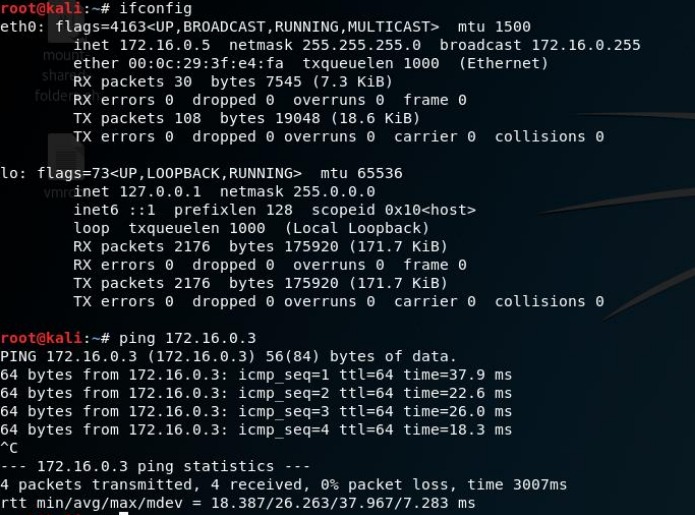 root@kali:~# ifconfig
eth0: flags=4163<UP,BROADCAST,RUNNING,MULTICAST>  mtu 1500
        inet 172.16.0.5  netmask 255.255.255.0  broadcast 172.16.0.255
        ether 00:0c:29:3f:e4:fa  txqueuelen 1000  (Ethernet)
        RX packets 30  bytes 7545 (7.3 KiB)
        RX errors 0  dropped 0  overruns 0  frame 0
        TX packets 108  bytes 19048 (18.6 KiB)
        TX errors 0  dropped 0 overruns 0  carrier 0  collisions 0

lo: flags=73<UP,LOOPBACK,RUNNING>  mtu 65536
        inet 127.0.0.1  netmask 255.0.0.0
        inet6 ::1  prefixlen 128  scopeid 0x10<host>
        loop  txqueuelen 1000  (Local Loopback)
        RX packets 2176  bytes 175920 (171.7 KiB)
        RX errors 0  dropped 0  overruns 0  frame 0
        TX packets 2176  bytes 175920 (171.7 KiB)
        TX errors 0  dropped 0 overruns 0  carrier 0  collisions 0

root@kali:~# ping 172.16.0.3
PING 172.16.0.3 (172.16.0.3) 56(84) bytes of data.
64 bytes from 172.16.0.3: icmp_seq=1 ttl=64 time=37.9 ms
64 bytes from 172.16.0.3: icmp_seq=2 ttl=64 time=22.6 ms
64 bytes from 172.16.0.3: icmp_seq=3 ttl=64 time=26.0 ms
64 bytes from 172.16.0.3: icmp_seq=4 ttl=64 time=18.3 ms
^C
--- 172.16.0.3 ping statistics ---
4 packets transmitted, 4 received, 0% packet loss, time 3007ms
rtt min/avg/max/mdev = 18.387/26.263/37.967/7.283 ms